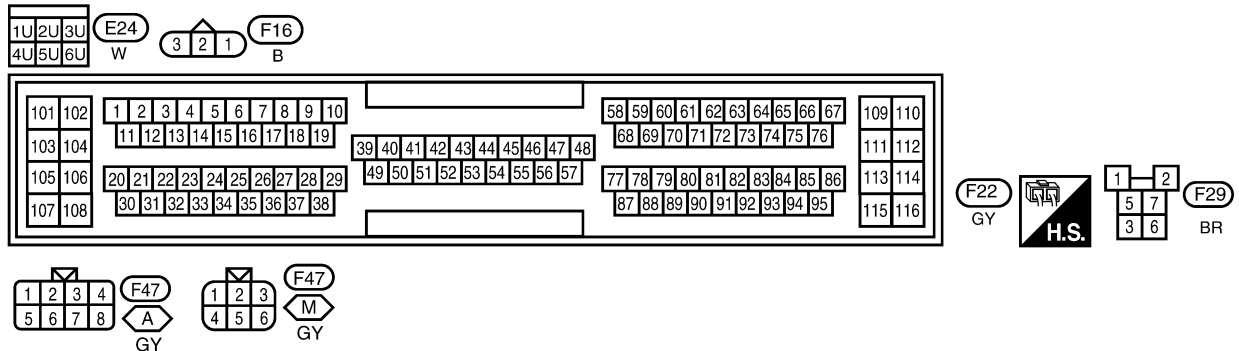 1U 2U 3U
4U 5U 6U
E24
W
3 2 1
F16
B
101 102
103 104
105 106
107 108
1 2 3 4 5 6 7 8 9 10
11 12 13 14 15 16 17 18 19
20 21 22 23 24 25 26 27 28 29
30 31 32 33 34 35 36 37 38
39 40 41 42 43 44 45 46 47 48
49 50 51 52 53 54 55 56 57
58 59 60 61 62 63 64 65 66 67
68 69 70 71 72 73 74 75 76
77 78 79 80 81 82 83 84 85 86
87 88 89 90 91 92 93 94 95
109 110
111 112
113 114
115 116
F22
GY
H.S.
1 2
5 7
3 6
F29
BR
1 2 3 4
5 6 7 8
F47
A
GY
1 2 3
4 5 6
F47
M
GY